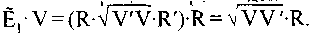 Ẽ₁ · V = (R · √V′V · R′) · R = √VV′ · R.